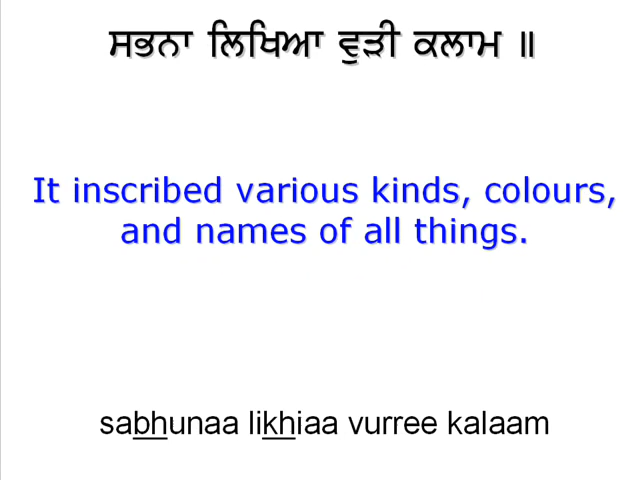 ਸਭਨਾ ਲਿਖਿਆ ਵੁੜੀ ਕਲਾਮ ॥
It inscribed various kinds, colours,
and names of all things.
sabhunaa likhiaa vurree kalaam